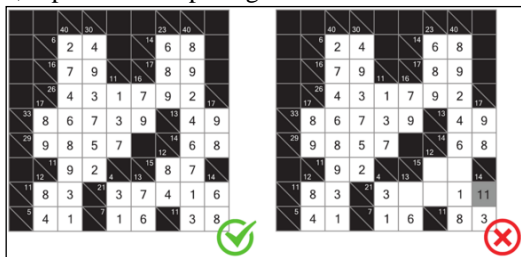 40 30 23 40
6 2 4 14 6 8
16 7 9 11 17 16 8 9
26 17 4 3 1 7 9 2 17
33 8 6 7 3 9 13 4 9
29 9 8 5 7 14 12 6 8
11 12 9 2 4 15 13 8 7 14
11 8 3 21 3 7 4 1 6
5 4 1 7 1 6 11 3 8
40 30 23 40
6 2 4 14 6 8
16 7 9 11 17 16 8 9
26 17 4 3 1 7 9 2 17
33 8 6 7 3 9 13 4 9
29 9 8 5 7 14 12 6 8
11 12 9 2 4 15 13 14
11 8 3 21 3 1 11
5 4 1 7 1 6 11 8 3